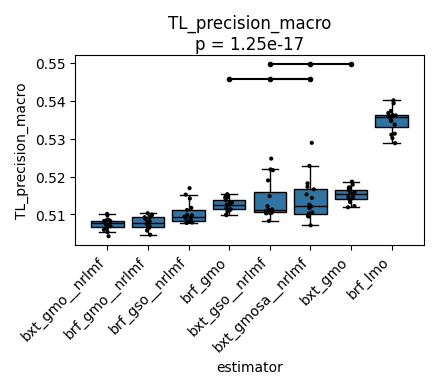 TL_precision_macro
p = 1.25e-17
TL_precision_macro
0.55
0.54
0.53
0.52
0.51
bxt_gmo__nrlmf
brf_gmo__nrlmf
brf_gso__nrlmf
brf_gmo
bxt_gso__nrlmf
bxt_gmosa__nrlmf
bxt_gmo
brf_lmo
estimator